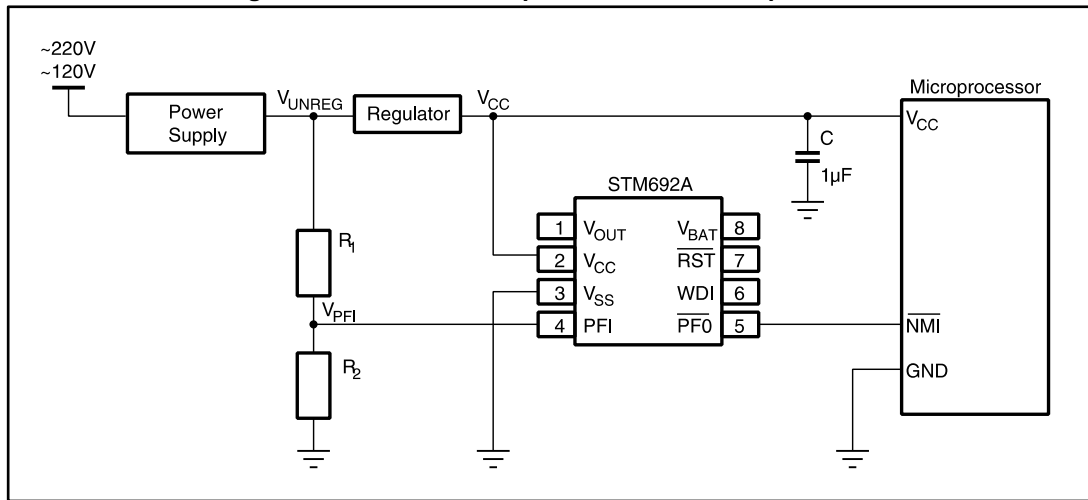 ~220V
~120V
Power
Supply
VUNREG
Regulator
VCC
C
1µF
Microprocessor
VCC
NMI
GND
STM692A
1 VOUT VBAT 8
2 VCC RST 7
3 VSS WDI 6
4 PFI PF0 5
R1
VPFI
R2